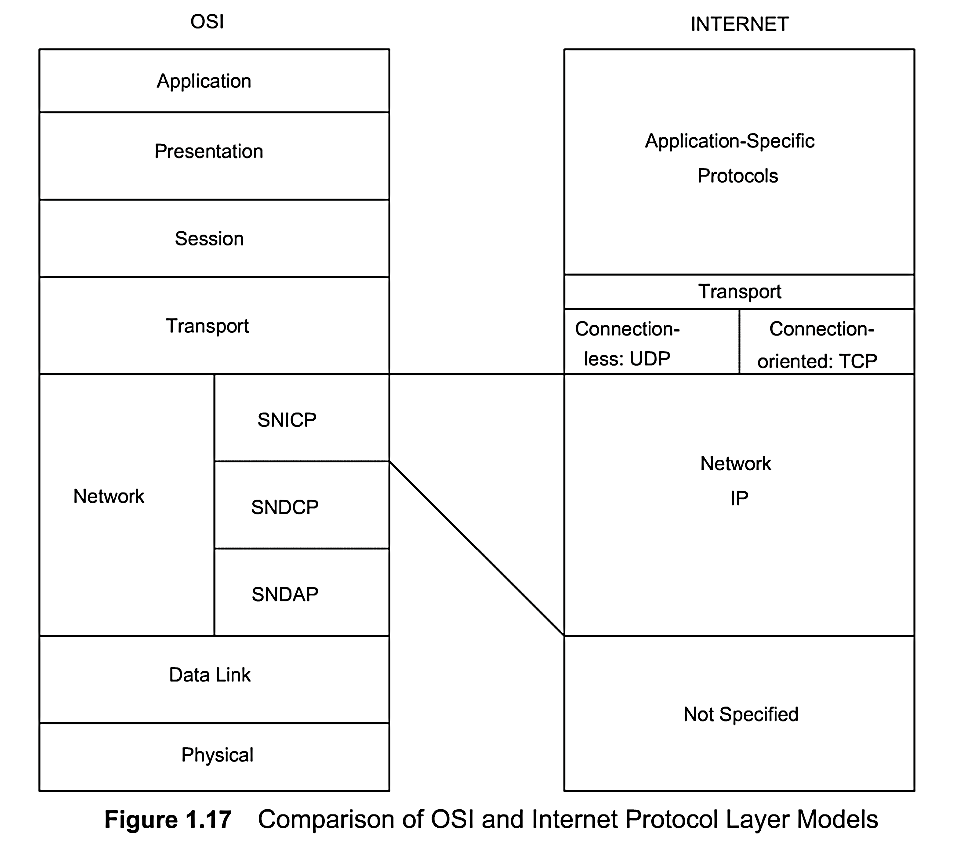 OSI
INTERNET
Application
Presentation
Session
Transport
Network
SNICP
SNDCP
SNDAP
Data Link
Physical
Application-Specific
Protocols
Transport
Connection-
less: UDP
Connection-
oriented: TCP
Network
IP
Not Specified
Figure 1.17 Comparison of OSI and Internet Protocol Layer Models